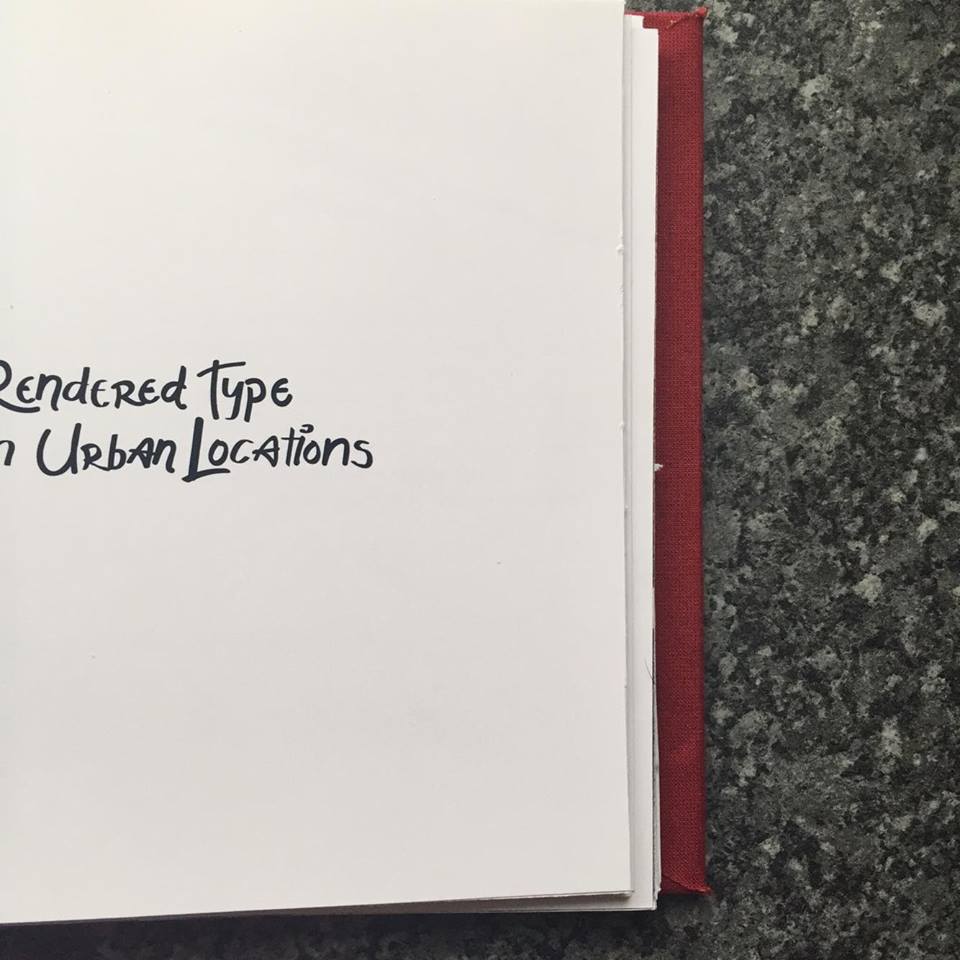 Rendered Type
n Urban Locations